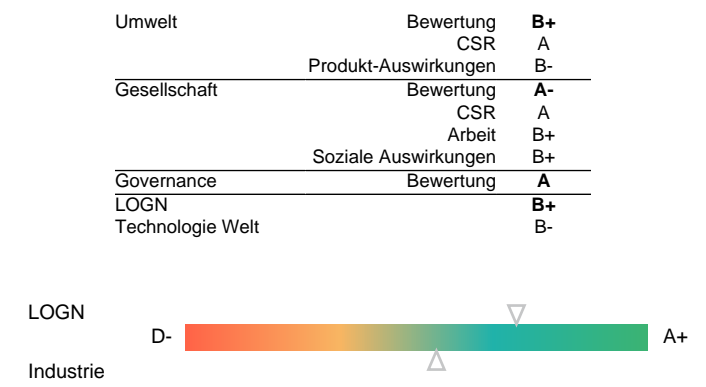 Umwelt Bewertung B+
CSR A
Produkt-Auswirkungen B-
Gesellschaft Bewertung A-
CSR A
Arbeit B+
Soziale Auswirkungen B+
Governance Bewertung A
LOGN B+
Technologie Welt B-
LOGN
D- A+
Industrie